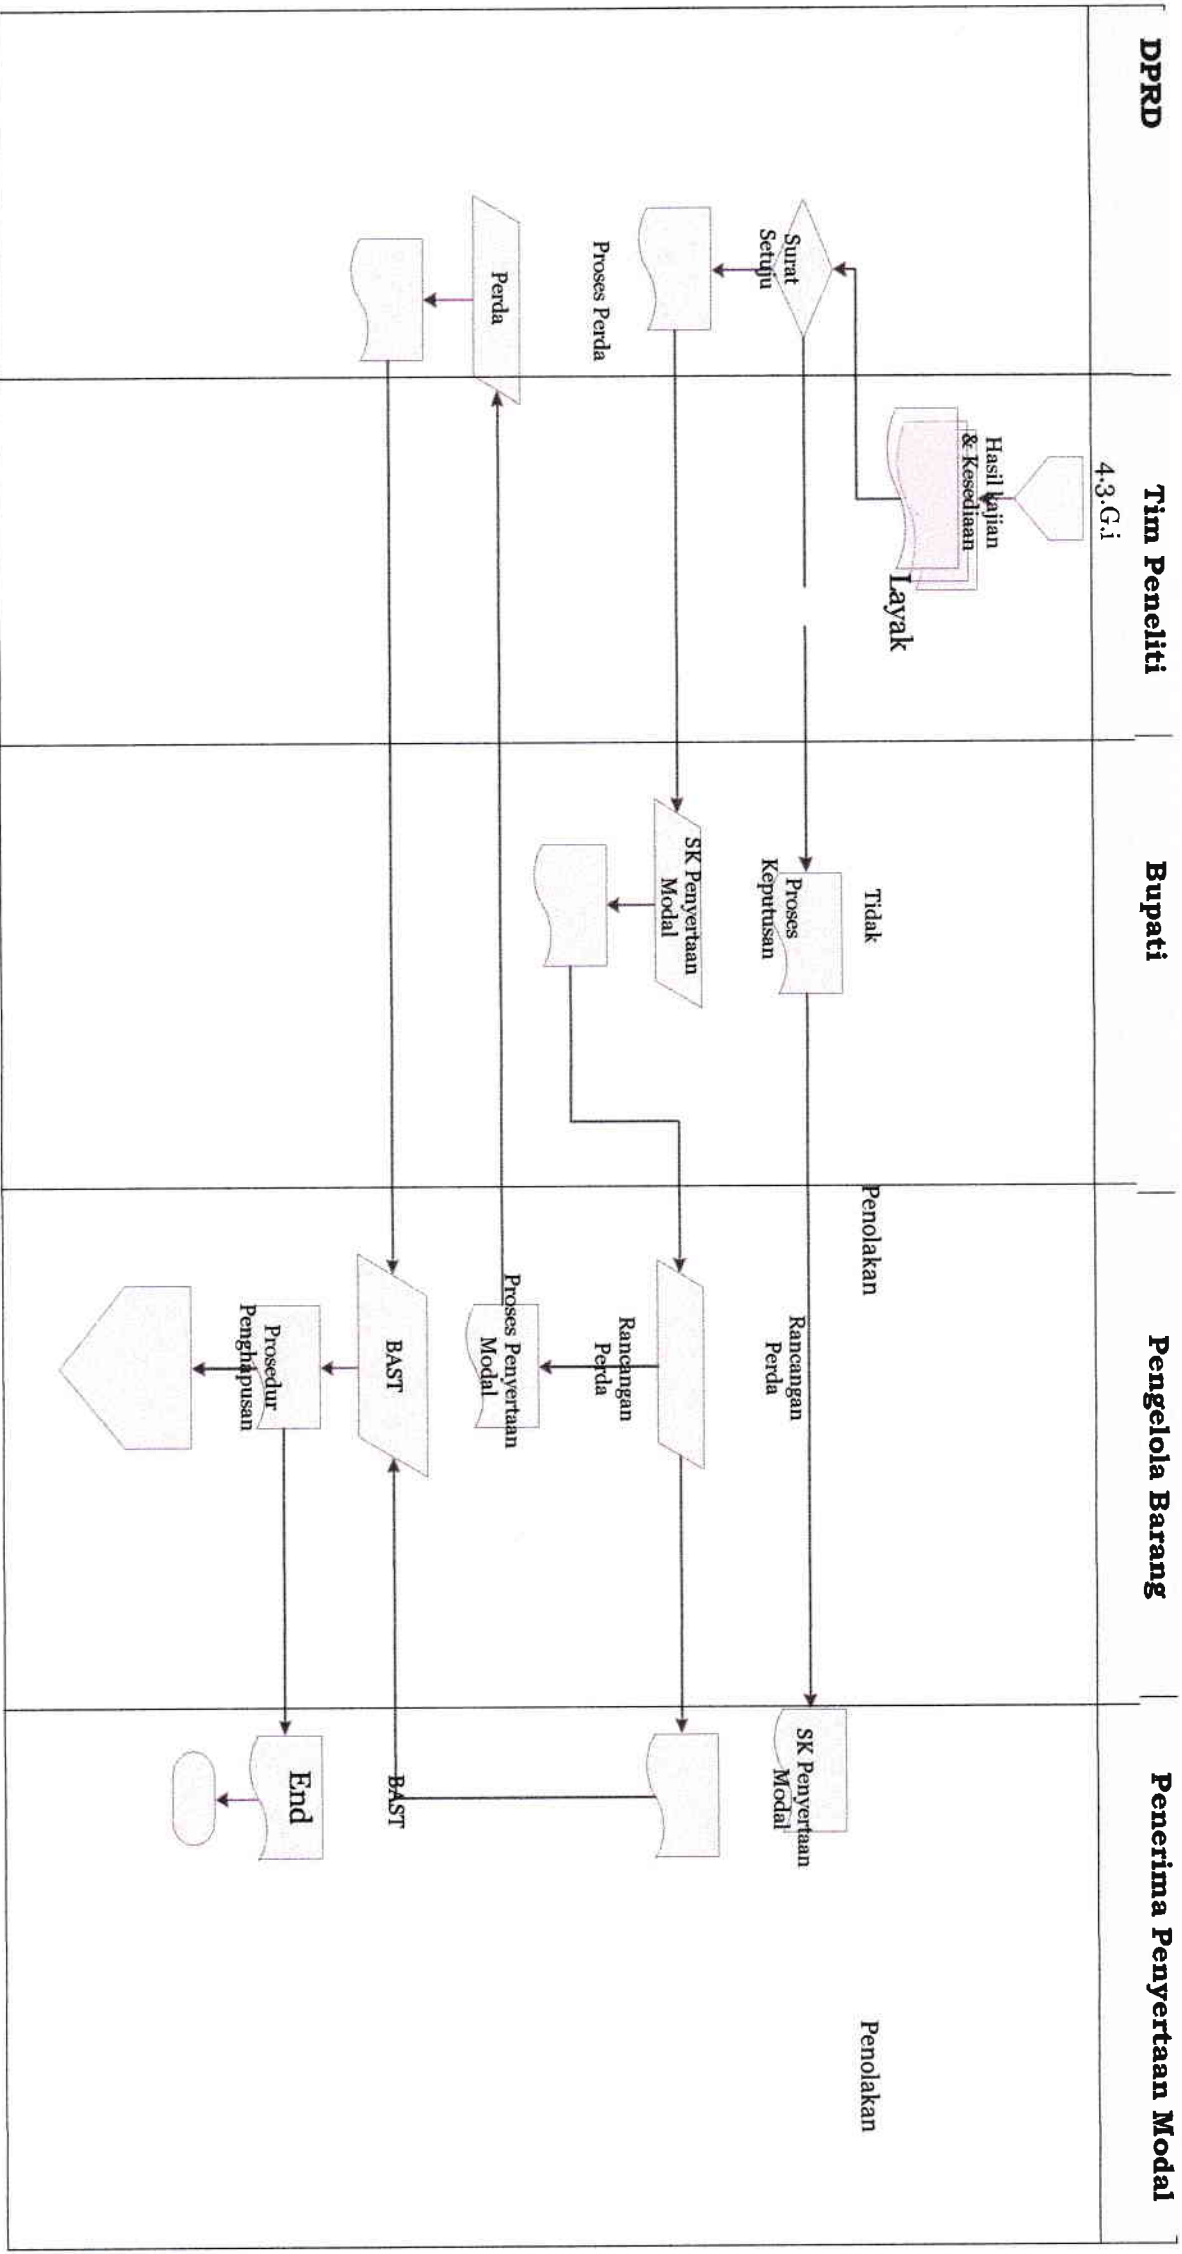 DPRD
Tim Peneliti
Bupati
Pengelola Barang
Penerima Penyertaan Modal
4.3.G.i
Hasil kajian
& Kesediaan
Layak
Tidak
Penolakan
Penolakan
Surat
Setuju
Proses
Keputusan
Rancangan
Perda
SK Penyertaan
Modal
SK Penyertaan
Modal
Proses Perda
Rancangan
Perda
Perda
Proses Penyertaan
Modal
BAST
BAST
Prosedur
Penghapusan
End